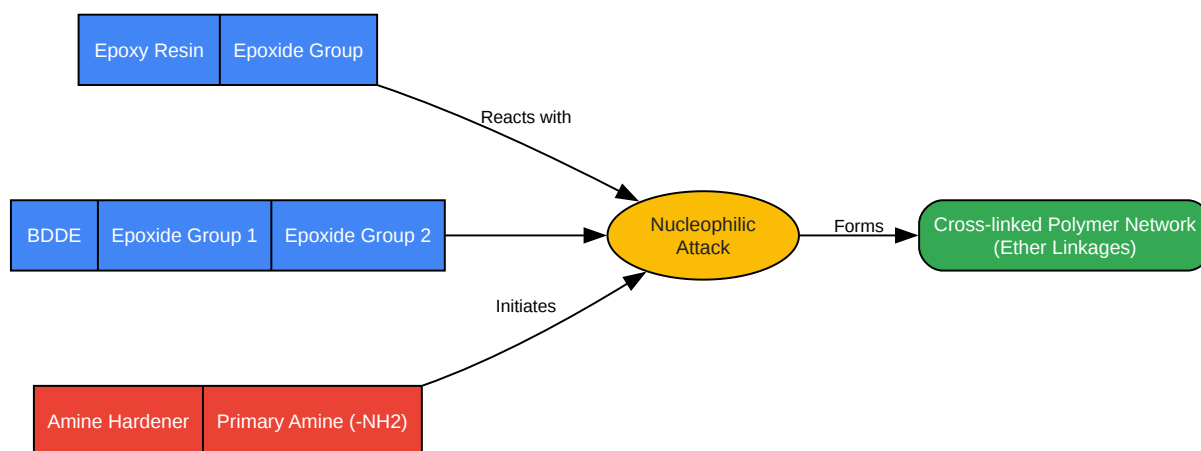 Epoxy Resin
Epoxide Group
Reacts with
BDDE
Epoxide Group 1
Epoxide Group 2
Nucleophilic
Attack
Forms
Cross-linked Polymer Network
(Ether Linkages)
Initiates
Amine Hardener
Primary Amine (-NH2)